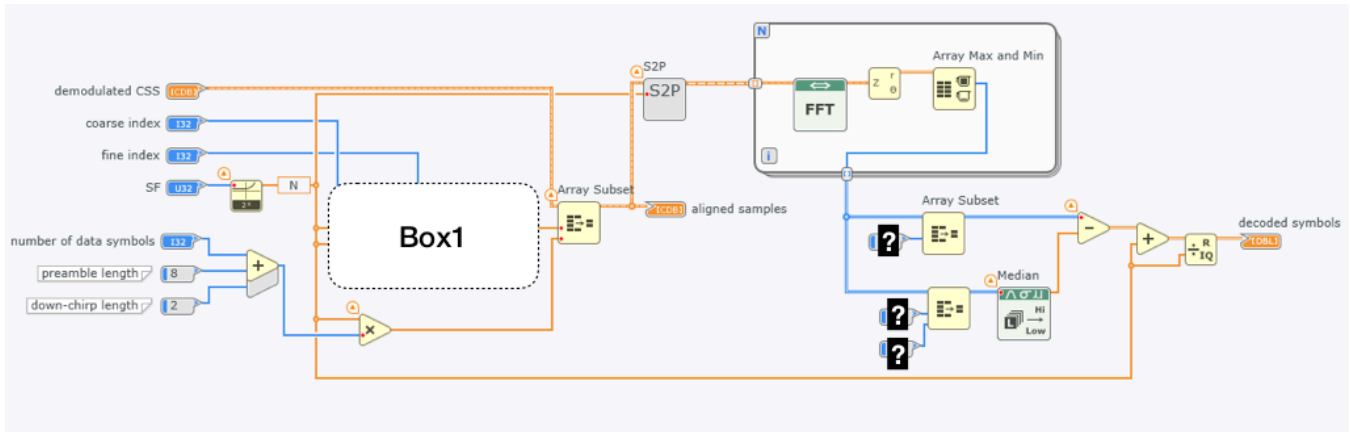 demodulated CSS
[CDB]
coarse index
I32
fine index
I32
SF
U32
2ˣ
N
number of data symbols
I32
preamble length
8
down-chirp length
2
+
×
Box1
Array Subset
[CDB]
aligned samples
S2P
S2P
N
i
FFT
Z
r
θ
Array Max and Min
Array Subset
?
?
?
Median
Hi
Low
L
−
+
÷
R
IQ
decoded symbols
[DBL]